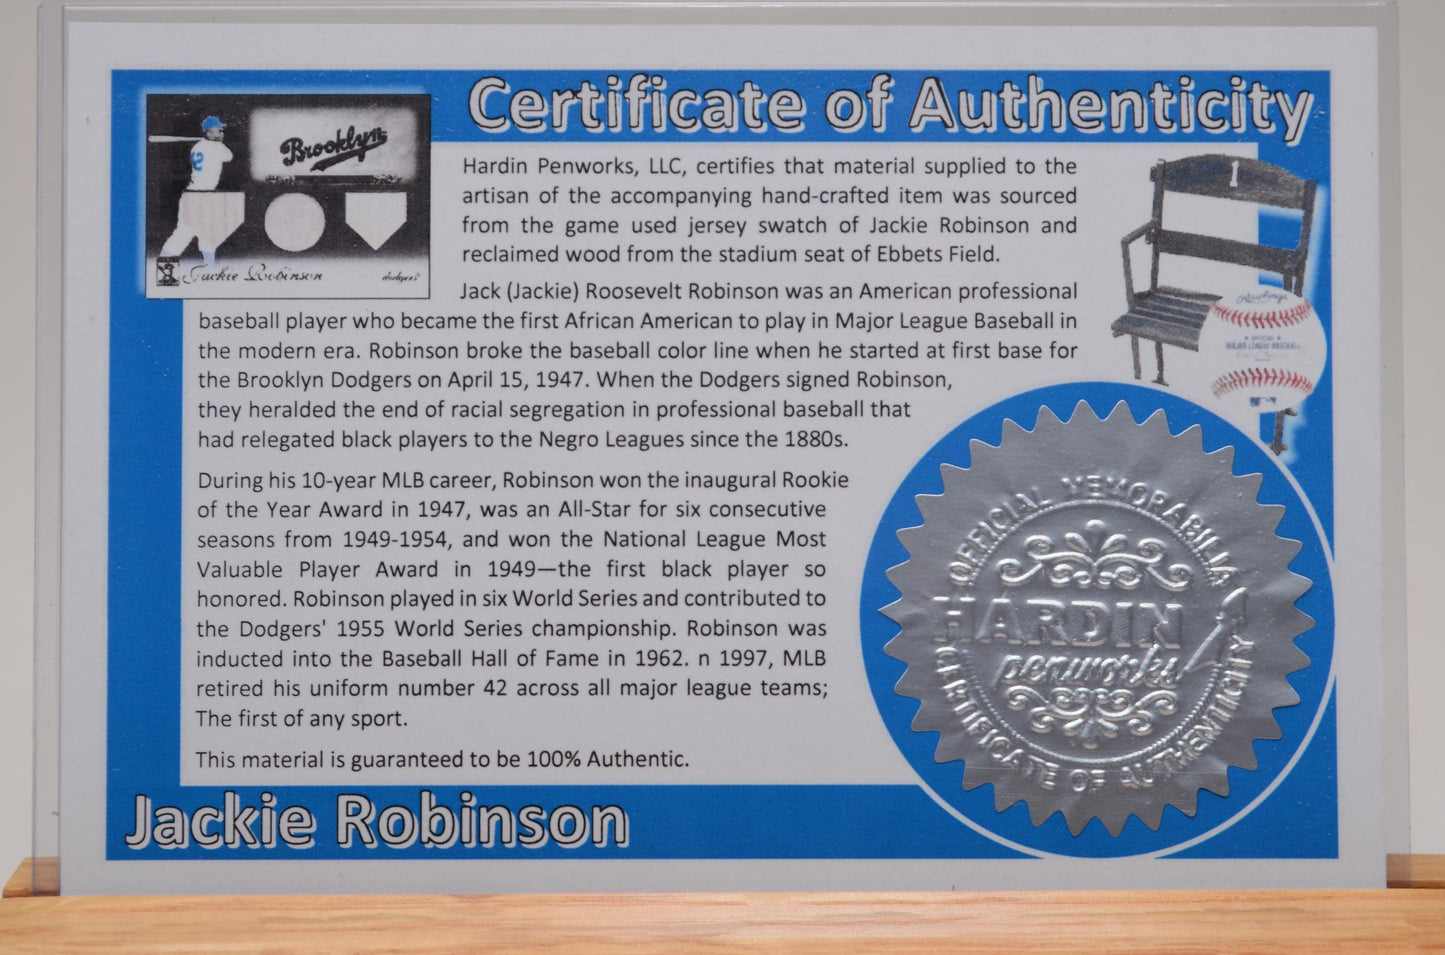 Certificate of Authenticity
Brooklyn
Jackie Robinson
dodgers
Hardin Penworks, LLC, certifies that material supplied to the
artisan of the accompanying hand-crafted item was sourced
from the game used jersey swatch of Jackie Robinson and
reclaimed wood from the stadium seat of Ebbets Field.
1
Jack (Jackie) Roosevelt Robinson was an American professional
baseball player who became the first African American to play in Major League Baseball in
the modern era. Robinson broke the baseball color line when he started at first base for
the Brooklyn Dodgers on April 15, 1947. When the Dodgers signed Robinson,
they heralded the end of racial segregation in professional baseball that
had relegated black players to the Negro Leagues since the 1880s.
Rawlings
During his 10-year MLB career, Robinson won the inaugural Rookie
of the Year Award in 1947, was an All-Star for six consecutive
seasons from 1949-1954, and won the National League Most
Valuable Player Award in 1949—the first black player so
honored. Robinson played in six World Series and contributed to
the Dodgers' 1955 World Series championship. Robinson was
inducted into the Baseball Hall of Fame in 1962. n 1997, MLB
retired his uniform number 42 across all major league teams;
The first of any sport.
This material is guaranteed to be 100% Authentic.
OFFICIAL MEMORABILIA
HARDIN
penworks
CERTIFICATE OF AUTHENTICITY
Jackie Robinson